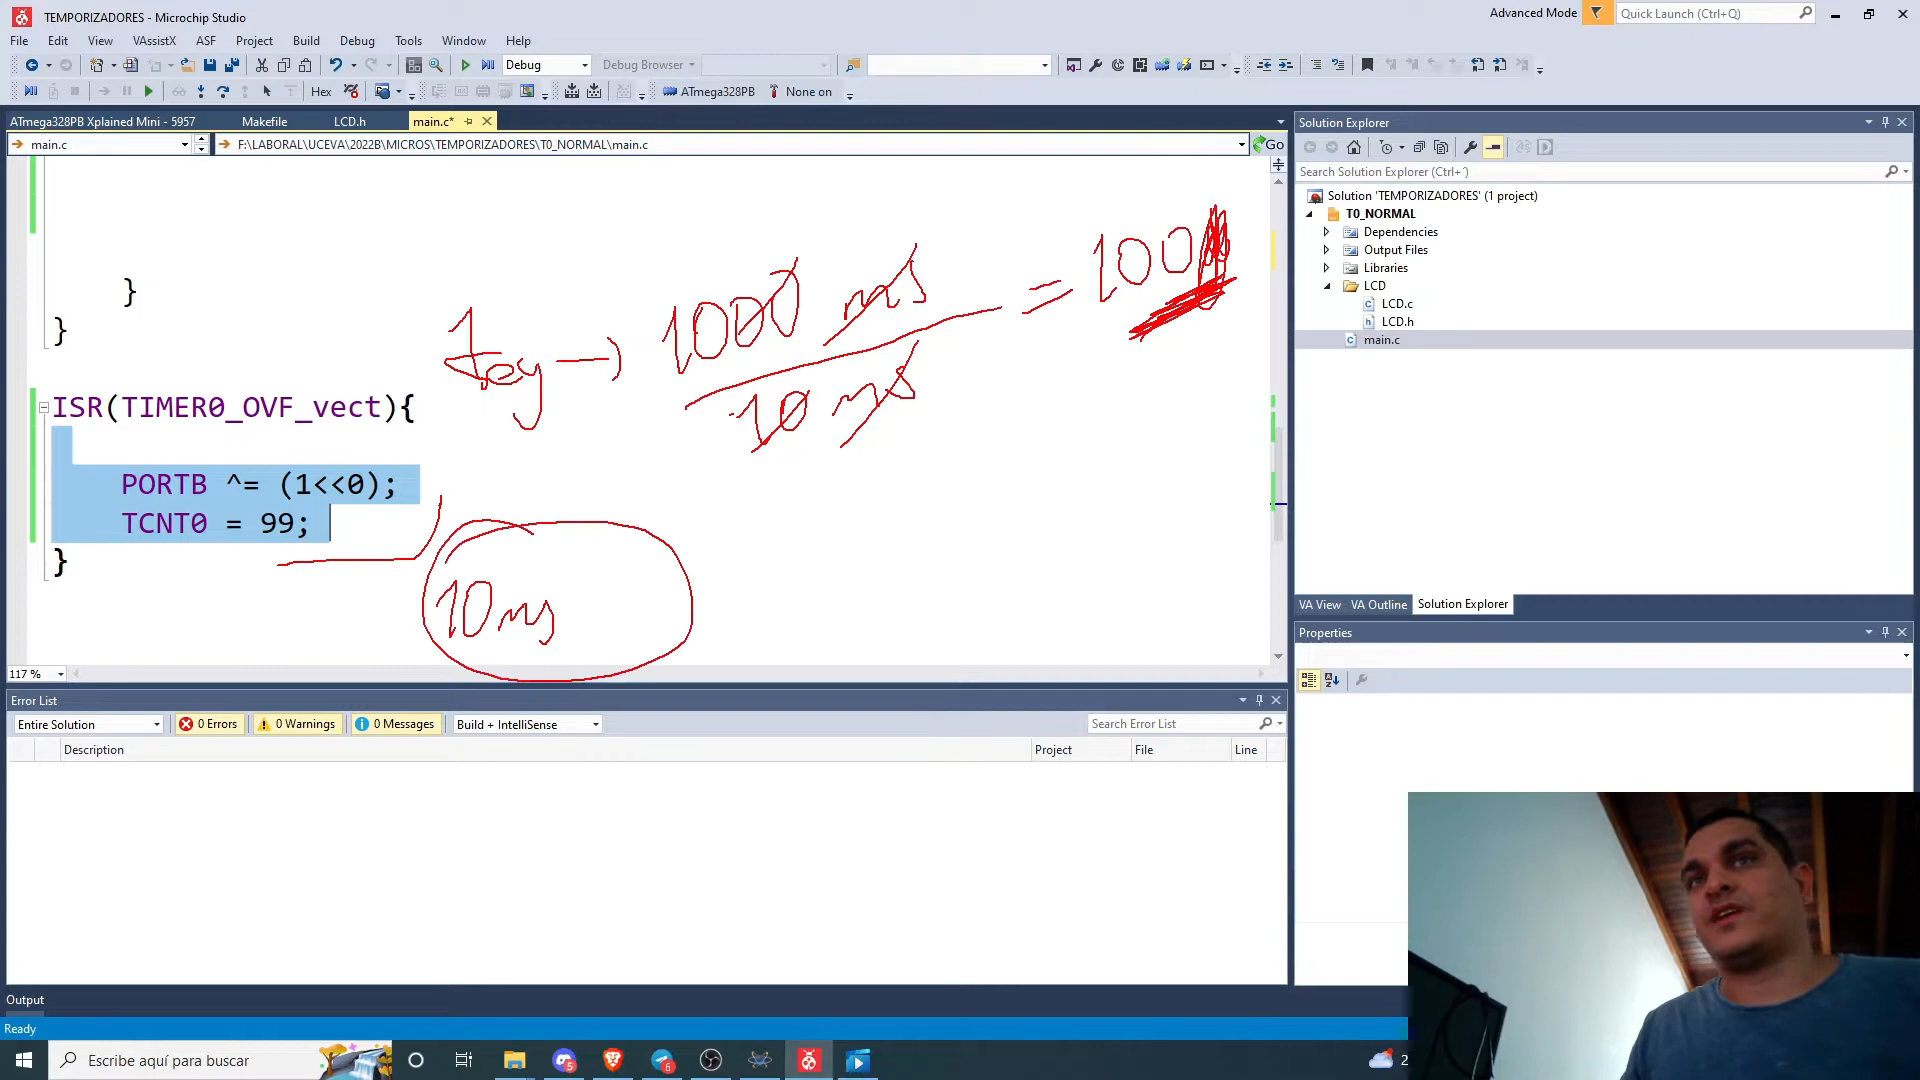 TEMPORIZADORES - Microchip Studio
Advanced Mode
Quick Launch (Ctrl+Q)
File Edit View VAssistX ASF Project Build Debug Tools Window Help
Debug
Debug Browser
Hex
ATmega328PB
None on
ATmega328PB Xplained Mini - 5957 Makefile LCD.h main.c*
main.c
F:\LABORAL\UCEVA\2022B\MICROS\TEMPORIZADORES\T0_NORMAL\main.c
Go
}
}
ISR(TIMER0_OVF_vect){
PORTB ^= (1<<0);
TCNT0 = 99;
}
1000 ms
= 100
10 ms
10ms
117 %
Solution Explorer
Search Solution Explorer (Ctrl+´)
Solution 'TEMPORIZADORES' (1 project)
T0_NORMAL
Dependencies
Output Files
Libraries
LCD
LCD.c
LCD.h
main.c
VA View VA Outline Solution Explorer
Properties
Error List
Entire Solution
0 Errors
0 Warnings
0 Messages
Build + IntelliSense
Search Error List
Description Project File Line
Output
Ready
Escribe aquí para buscar
5
6
2